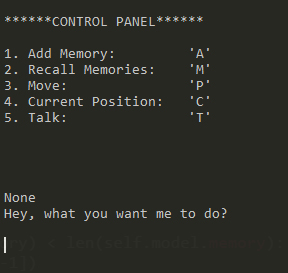 ******CONTROL PANEL******
1. Add Memory: 'A'
2. Recall Memories: 'M'
3. Move: 'P'
4. Current Position: 'C'
5. Talk: 'T'
None
Hey, what you want me to do?